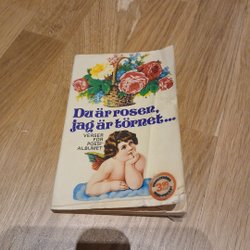 Du är rosen,
jag är törnet...
VERSER
FÖR
POESI-
ALBUMET